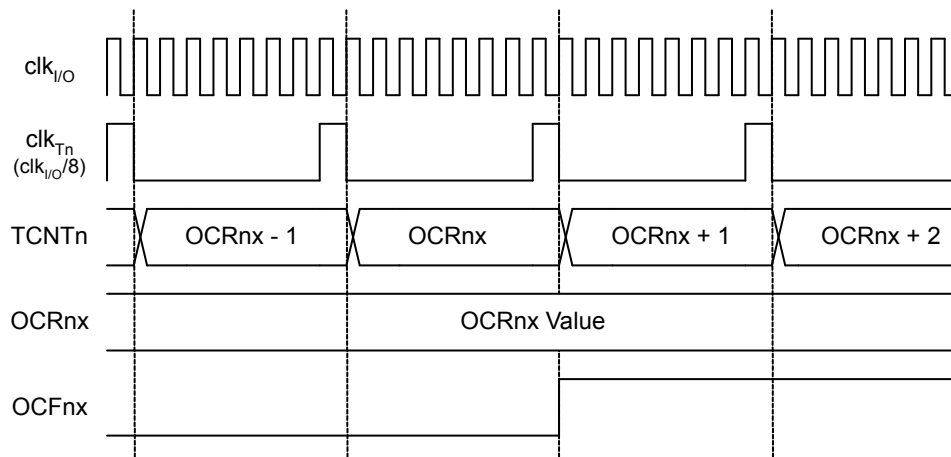 clkI/O
clkTn
(clkI/O/8)
TCNTn OCRnx - 1 OCRnx OCRnx + 1 OCRnx + 2
OCRnx OCRnx Value
OCFnx